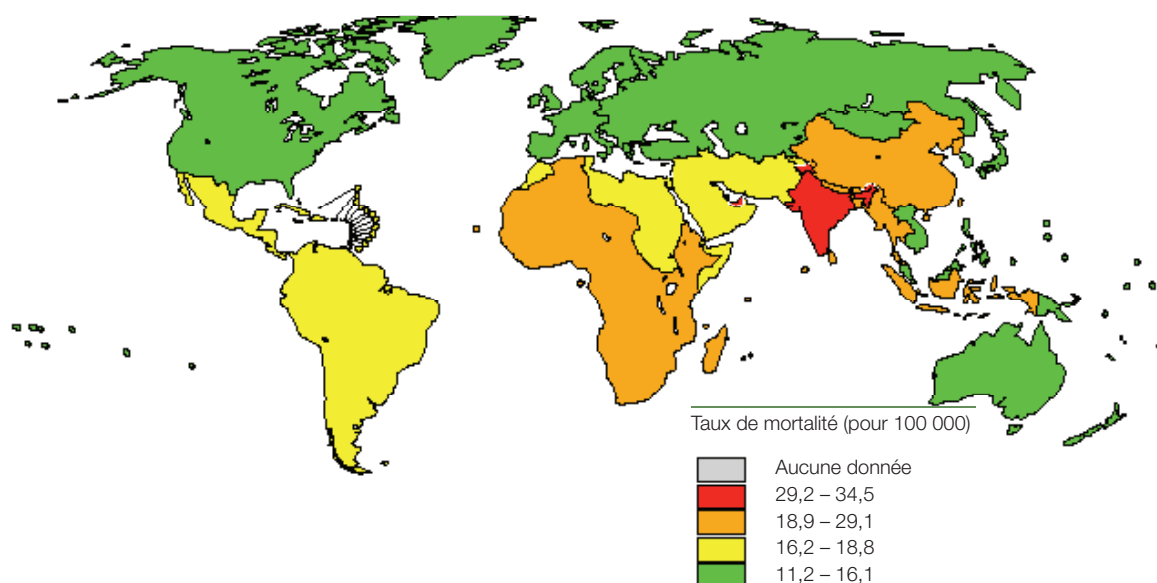 Taux de mortalité (pour 100 000)
Aucune donnée
29,2 – 34,5
18,9 – 29,1
16,2 – 18,8
11,2 – 16,1